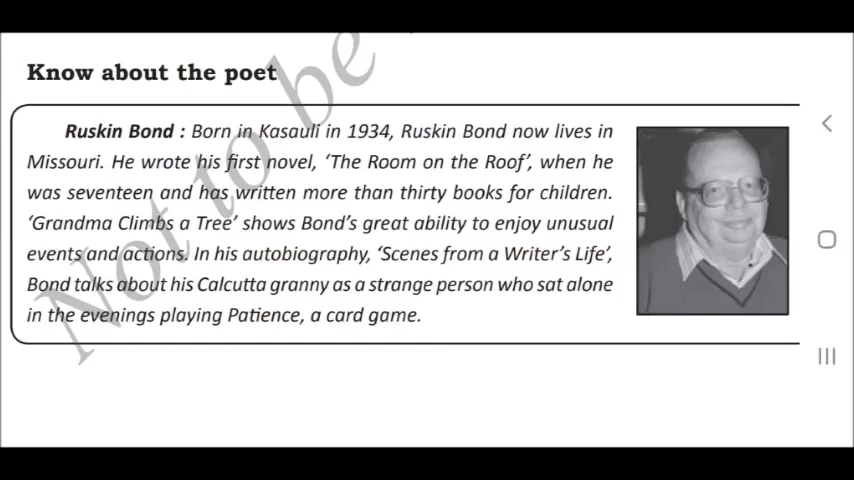 Know about the poet
Ruskin Bond : Born in Kasauli in 1934, Ruskin Bond now lives in
Missouri. He wrote his first novel, ‘The Room on the Roof’, when he
was seventeen and has written more than thirty books for children.
‘Grandma Climbs a Tree’ shows Bond’s great ability to enjoy unusual
events and actions. In his autobiography, ‘Scenes from a Writer’s Life’,
Bond talks about his Calcutta granny as a strange person who sat alone
in the evenings playing Patience, a card game.
Not to be